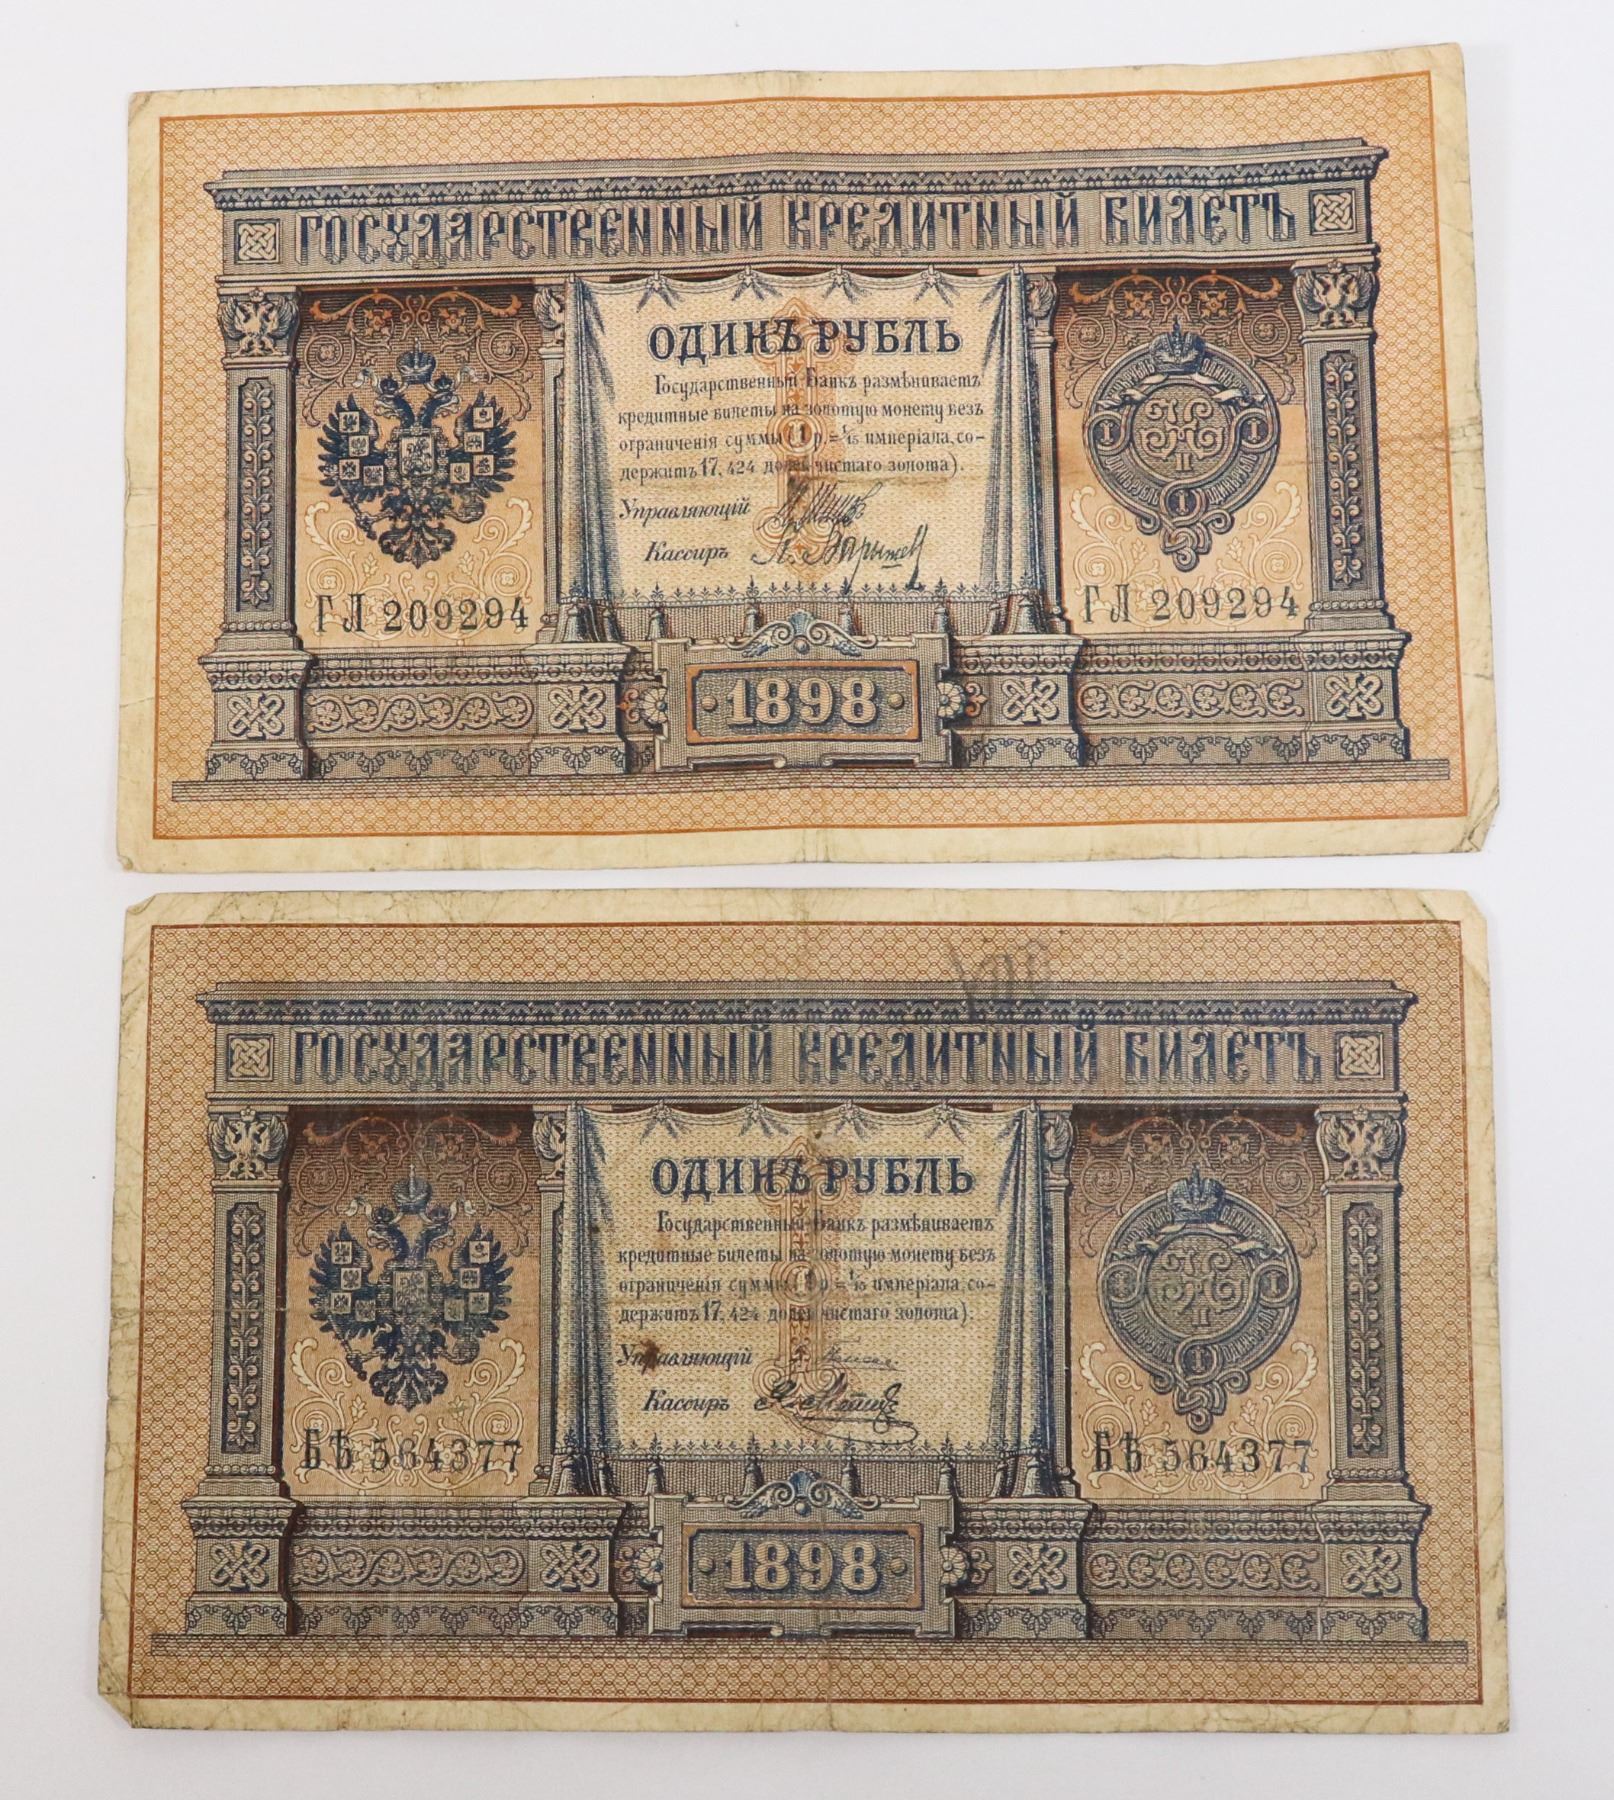 ГОСУДАРСТВЕННЫЙ КРЕДИТНЫЙ БИЛЕТЪ
ОДИНЪ РУБЛЬ
Государственный Банкъ размѣниваетъ
кредитные билеты на золотую монету безъ
ограниченія суммы (1 р. = 1/15 имперіала, со-
держитъ 17,424 долей чистаго золота).
Управляющій
Кассиръ
ГЛ 209294 ГЛ 209294
1898
ГОСУДАРСТВЕННЫЙ КРЕДИТНЫЙ БИЛЕТЪ
ОДИНЪ РУБЛЬ
Государственный Банкъ размѣниваетъ
кредитные билеты на золотую монету безъ
ограниченія суммы (1 р. = 1/15 имперіала, со-
держитъ 17,424 долей чистаго золота).
Управляющій
Кассиръ
БѢ 564377 БѢ 564377
1898